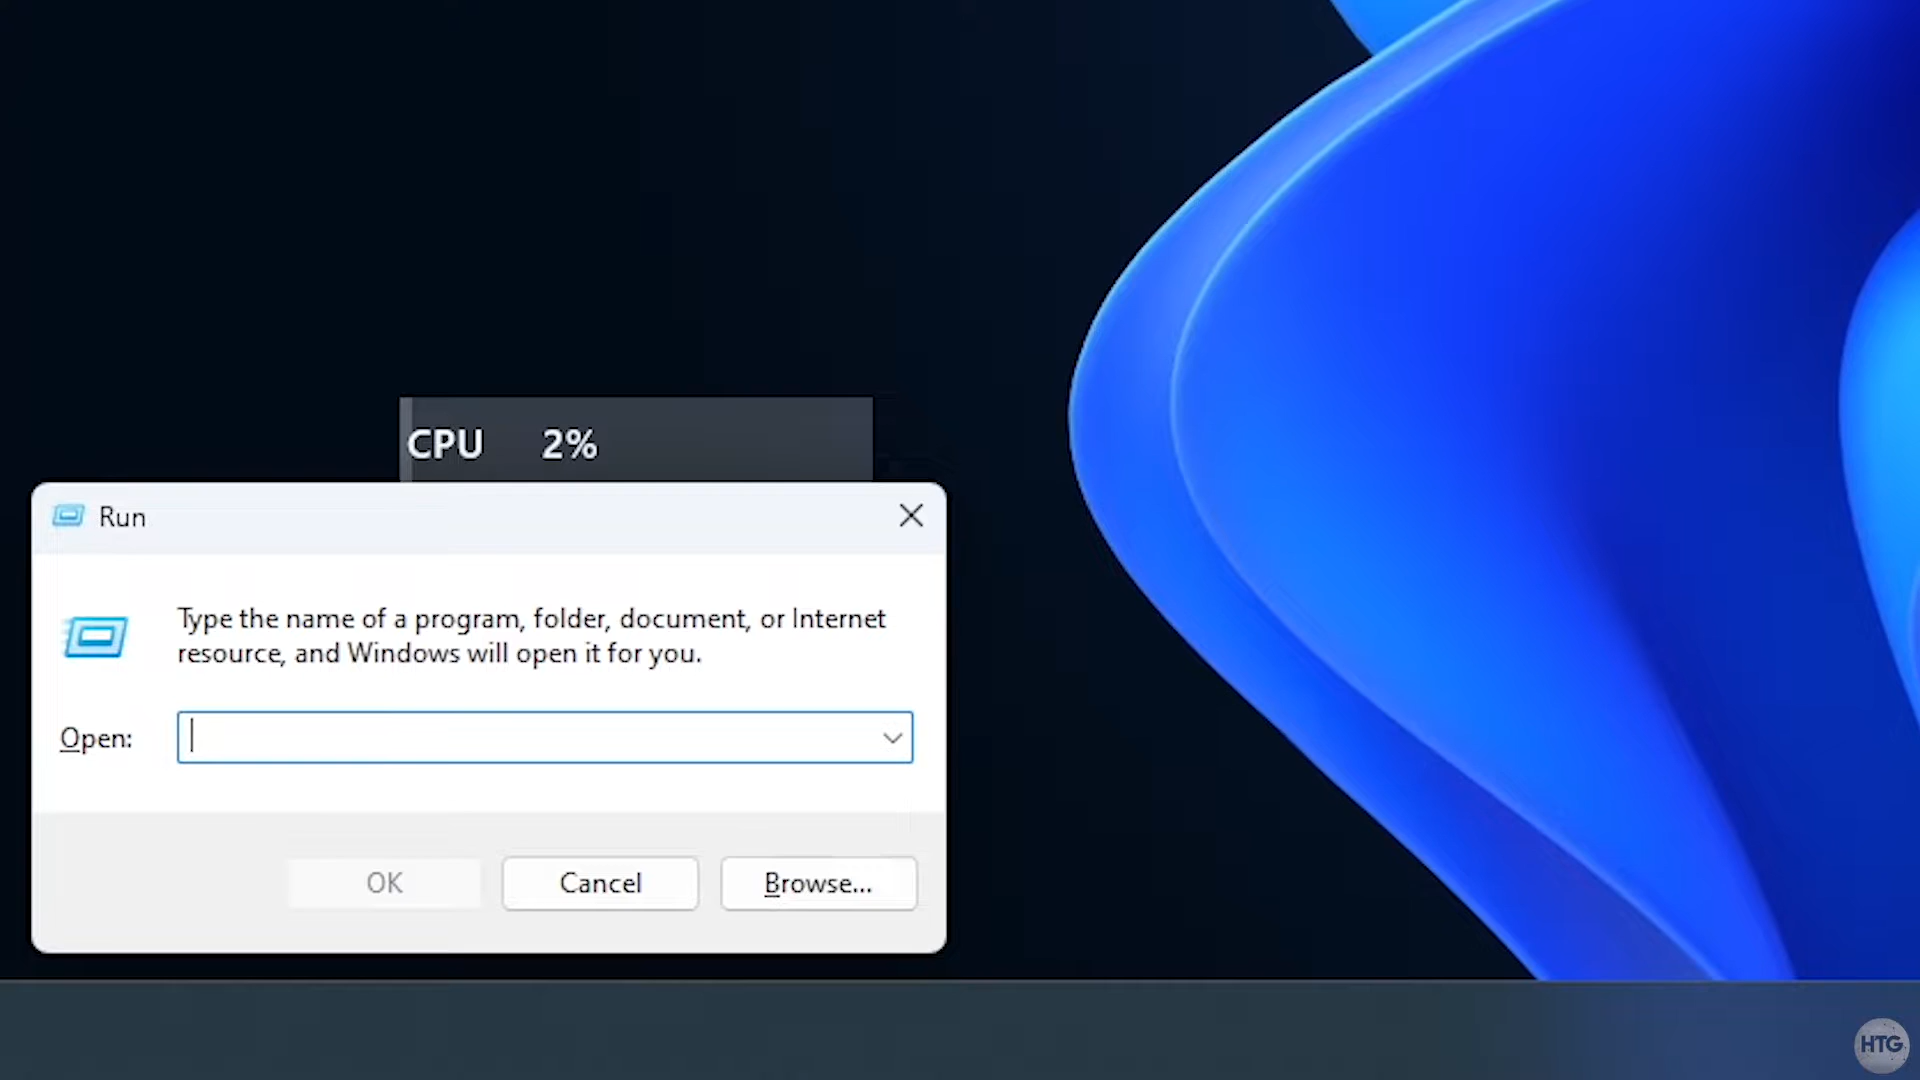 CPU 2%
Run
Type the name of a program, folder, document, or Internet
resource, and Windows will open it for you.
Open:
OK Cancel Browse...
HTG